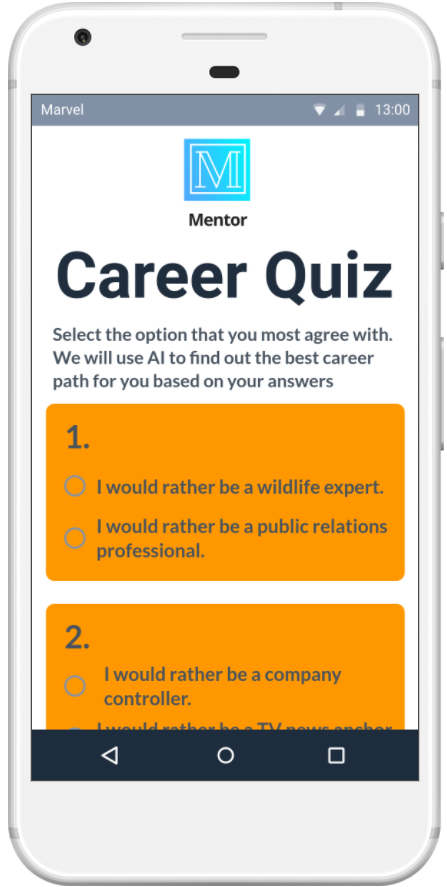 Marvel 13:00
M
Mentor
Career Quiz
Select the option that you most agree with.
We will use AI to find out the best career
path for you based on your answers
1.
I would rather be a wildlife expert.
I would rather be a public relations
professional.
2.
I would rather be a company
controller.
I would rather be a TV news anchor